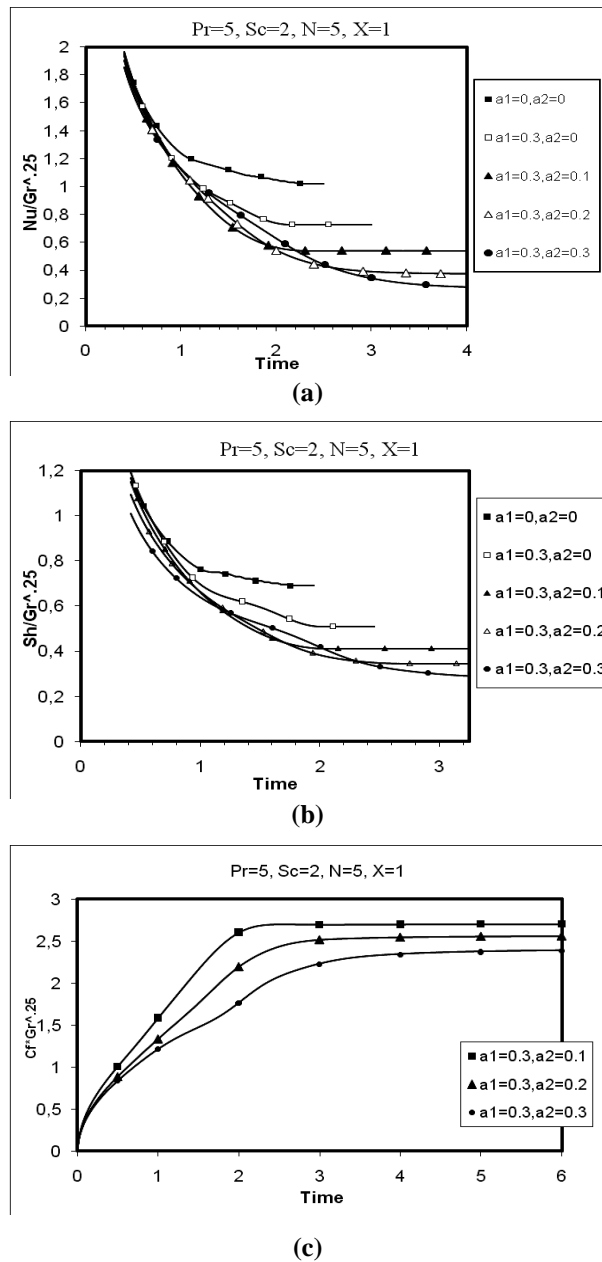 Pr=5, Sc=2, N=5, X=1
2
1,8
1,6
1,4
1,2
1
0,8
0,6
0,4
0,2
0
Nu/Gr^.25
0 1 2 3 4
Time
a1=0,a2=0
a1=0.3,a2=0
a1=0.3,a2=0.1
a1=0.3,a2=0.2
a1=0.3,a2=0.3
(a)
Pr=5, Sc=2, N=5, X=1
1,2
1
0,8
0,6
0,4
0,2
0
Sh/Gr^.25
0 1 2 3
Time
a1=0,a2=0
a1=0.3,a2=0
a1=0.3,a2=0.1
a1=0.3,a2=0.2
a1=0.3,a2=0.3
(b)
Pr=5, Sc=2, N=5, X=1
3
2,5
2
1,5
1
0,5
0
Cf*Gr^.25
0 1 2 3 4 5 6
Time
a1=0.3,a2=0.1
a1=0.3,a2=0.2
a1=0.3,a2=0.3
(c)